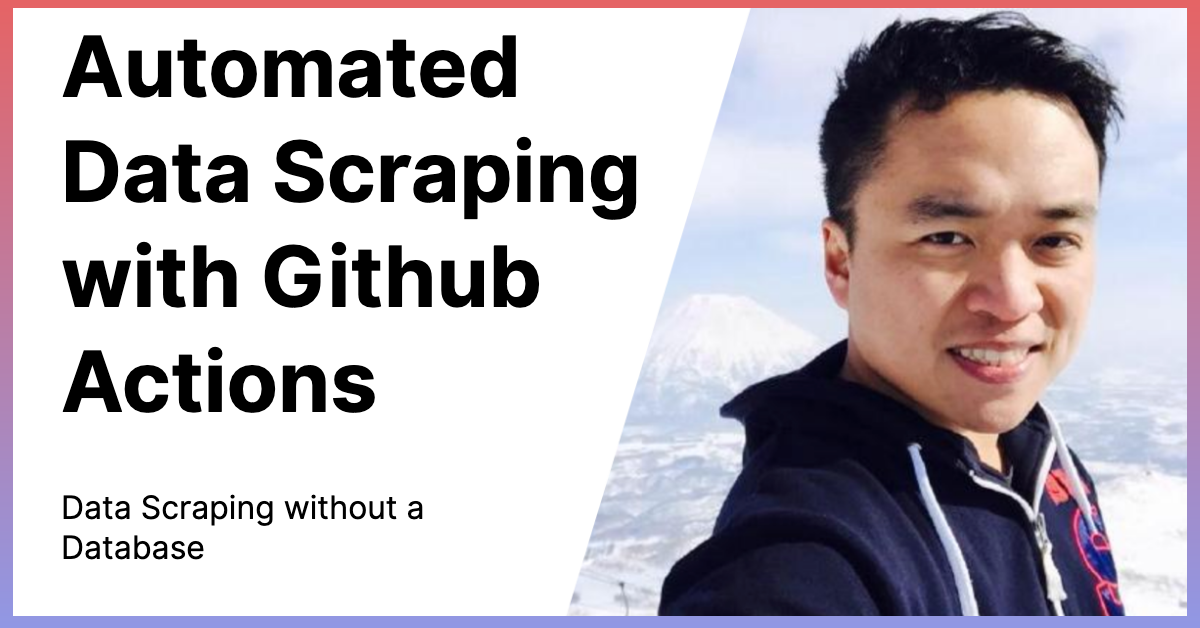 Automated
Data Scraping
with Github
Actions
Data Scraping without a
Database